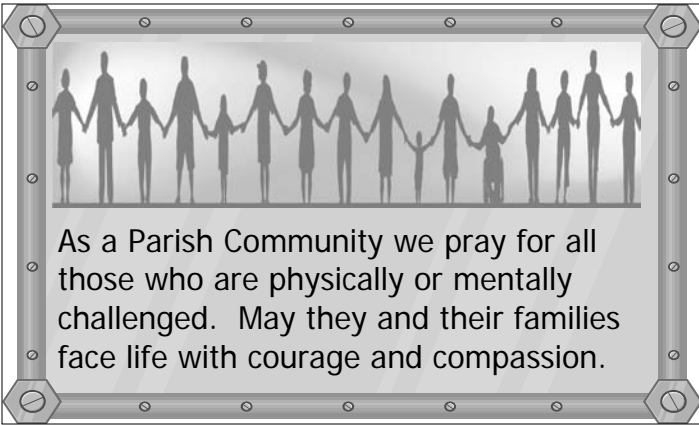 As a Parish Community we pray for all
those who are physically or mentally
challenged.  May they and their families
face life with courage and compassion.